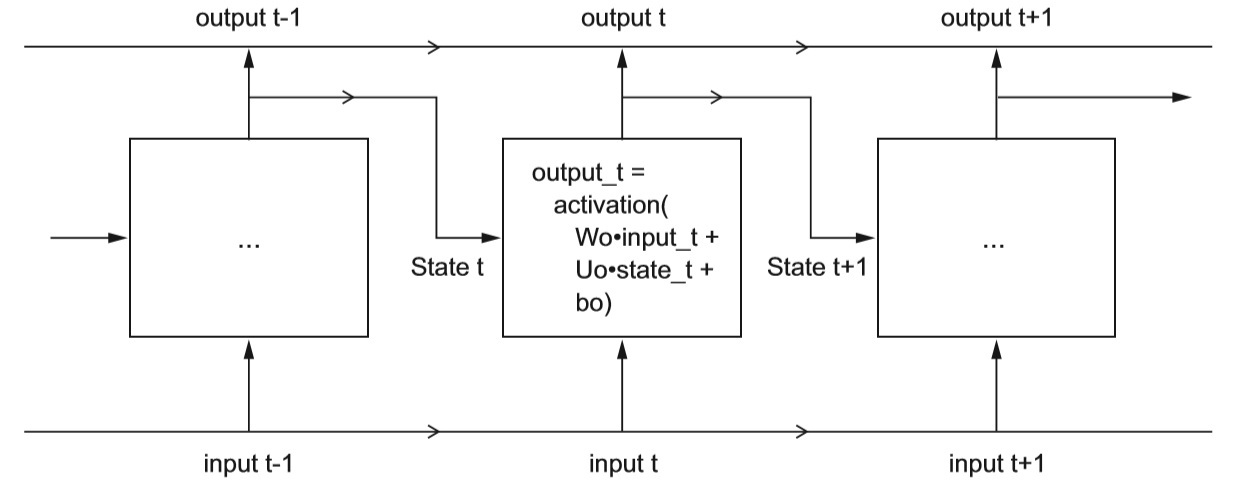 output t-1
output t
output t+1
...
output_t =
activation(
Wo•input_t +
Uo•state_t +
bo)
...
State t
State t+1
input t-1
input t
input t+1